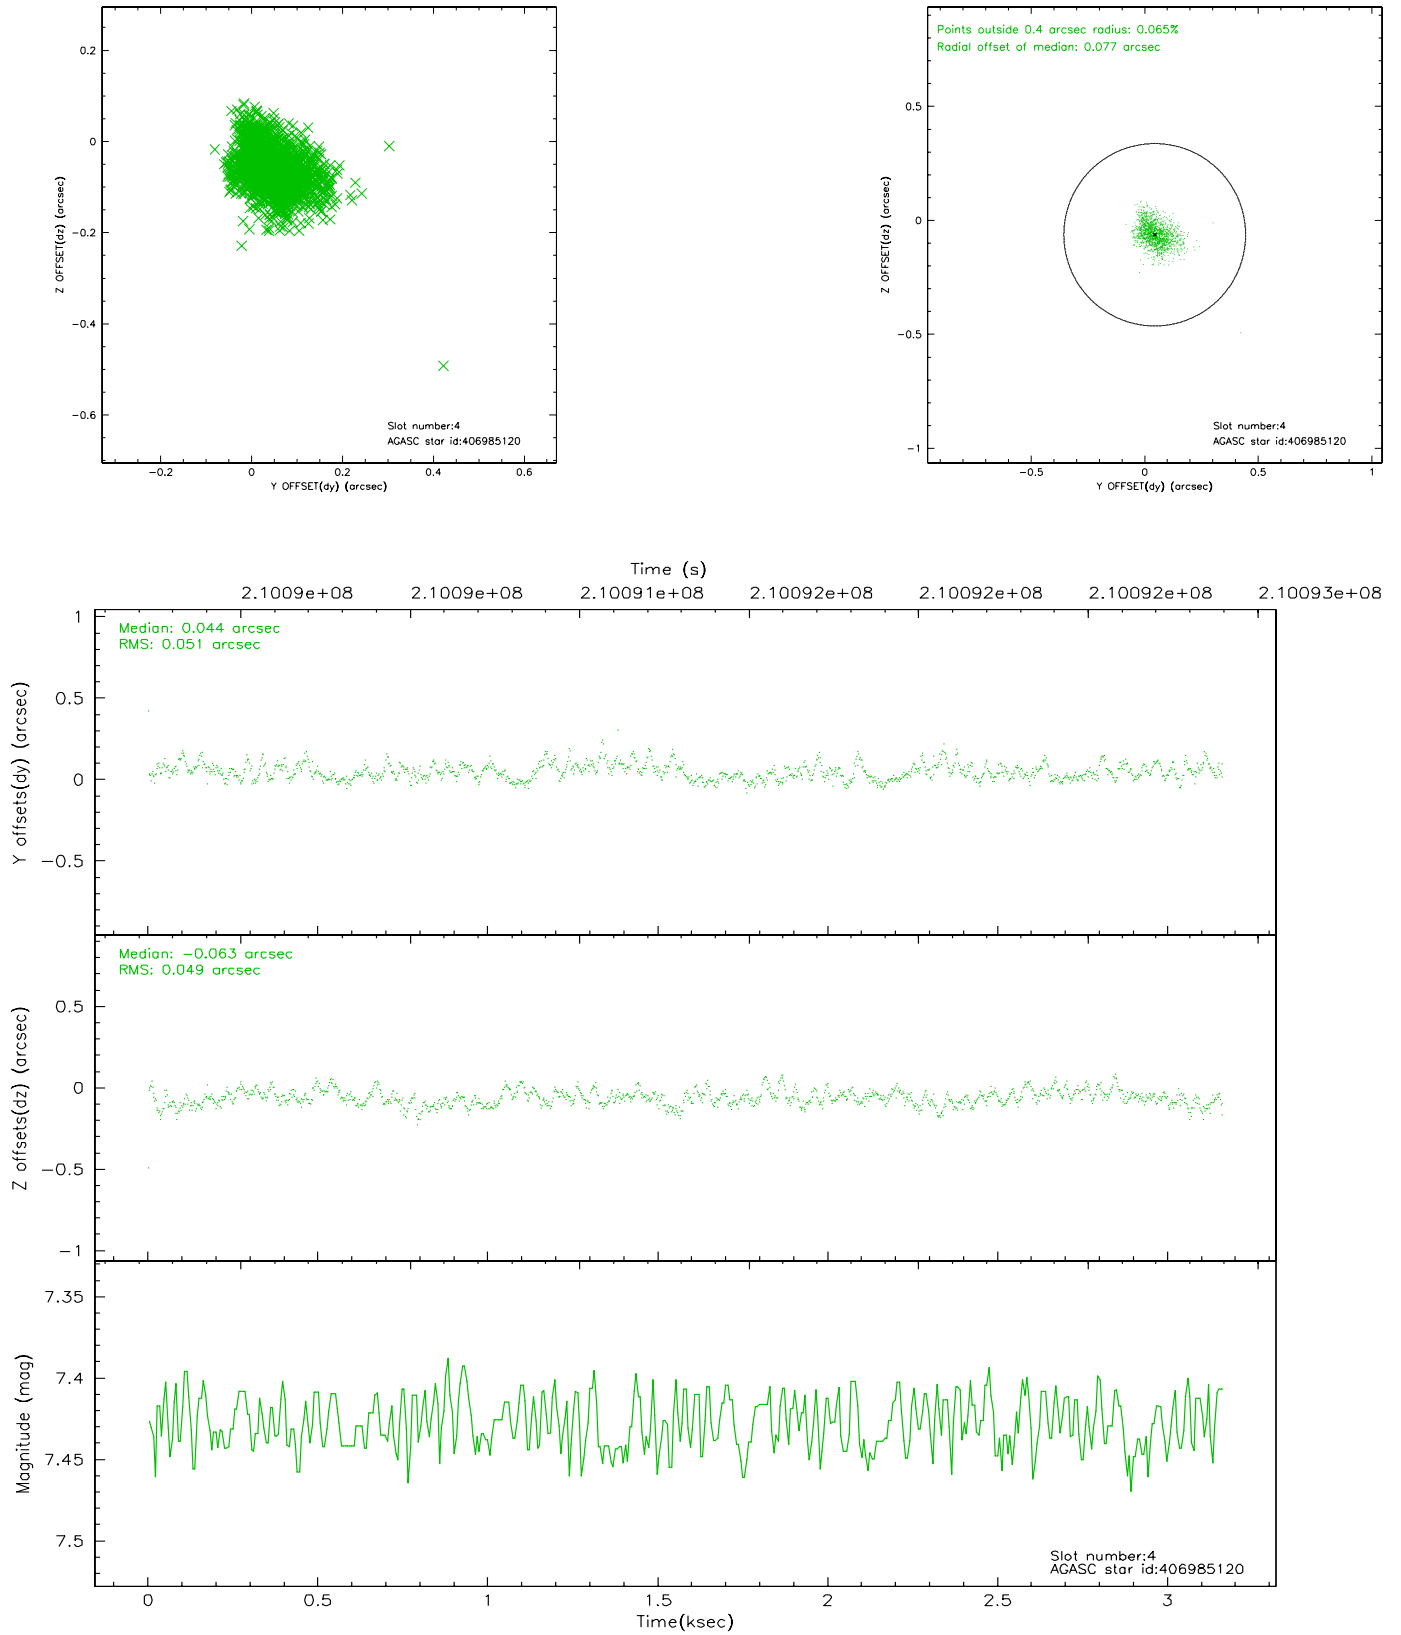 0.2
0
−0.2
−0.4
−0.6
Z OFFSET(dz) (arcsec)
Slot number:4
AGASC star id:406985120
−0.2 0 0.2 0.4 0.6
Y OFFSET(dy) (arcsec)
Points outside 0.4 arcsec radius: 0.065%
Radial offset of median: 0.077 arcsec
0.5
0
−0.5
−1
Z OFFSET(dz) (arcsec)
Slot number:4
AGASC star id:406985120
−0.5 0 0.5 1
Y OFFSET(dy) (arcsec)
Time (s)
2.1009e+08 2.1009e+08 2.10091e+08 2.10092e+08 2.10092e+08 2.10092e+08 2.10093e+08
Median: 0.044 arcsec
RMS: 0.051 arcsec
1
0.5
0
−0.5
Y offsets(dy) (arcsec)
Median: −0.063 arcsec
RMS: 0.049 arcsec
0.5
0
−0.5
−1
Z offsets(dz) (arcsec)
7.35
7.4
7.45
7.5
Magnitude (mag)
Slot number:4
AGASC star id:406985120
0 0.5 1 1.5 2 2.5 3
Time(ksec)